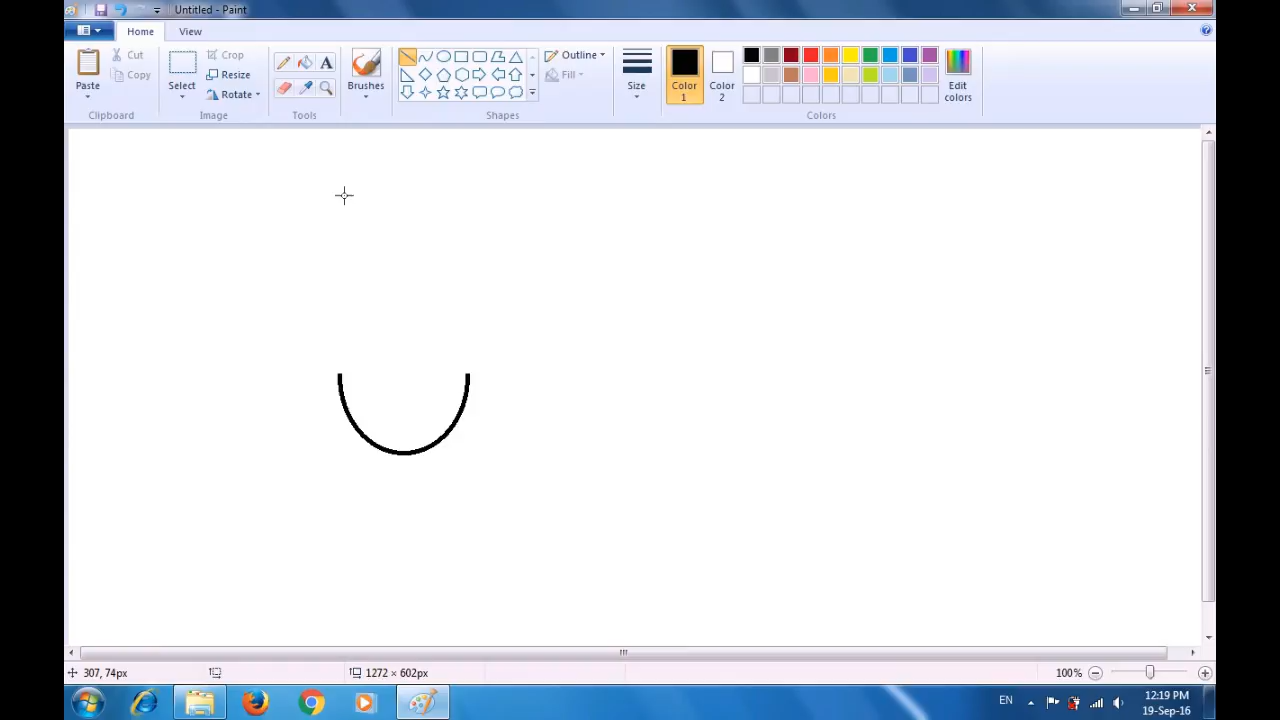 Untitled - Paint
Home View
Paste Cut Copy Select Crop Resize Rotate Brushes Outline Fill Size Color 1 Color 2 Edit colors
Clipboard Image Tools Shapes Colors
307, 74px 1272 × 602px 100%
EN 12:19 PM
19-Sep-16